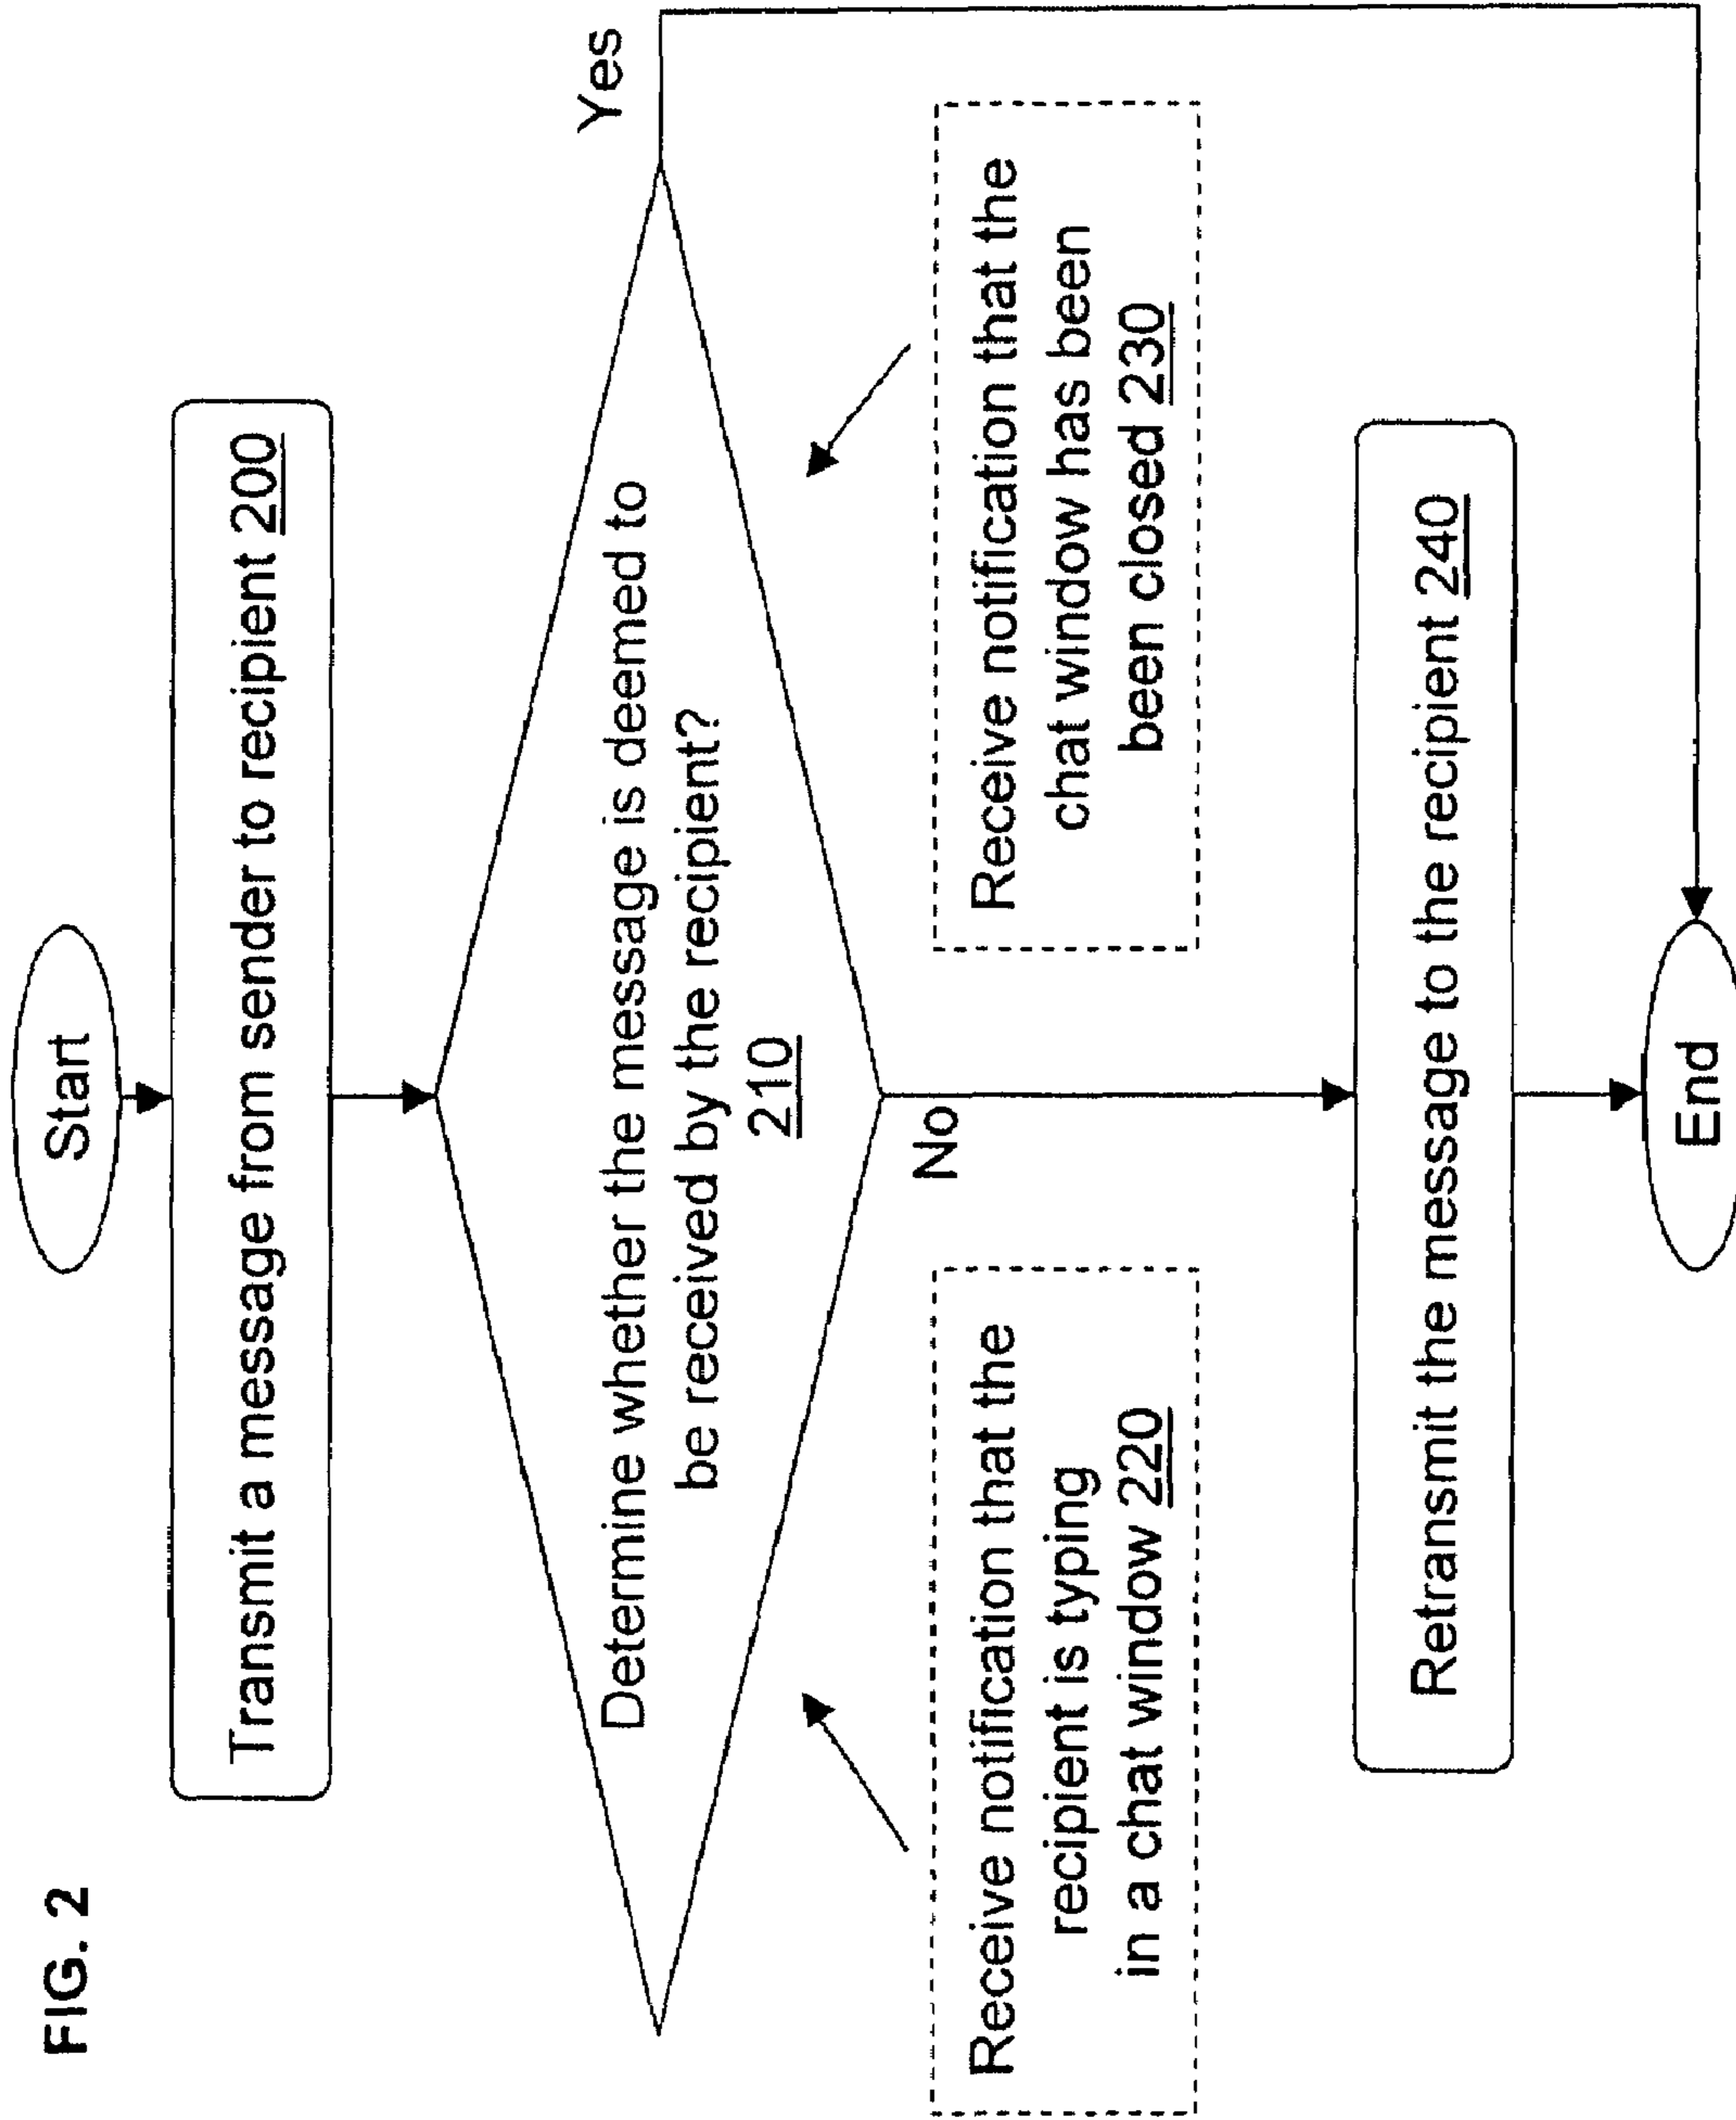 FIG. 2
Start
Transmit a message from sender to recipient 200
Determine whether the message is deemed to
be received by the recipient?
210
Yes
No
Receive notification that the
recipient is typing
in a chat window 220
Receive notification that the
chat window has been
been closed 230
Retransmit the message to the recipient 240
End